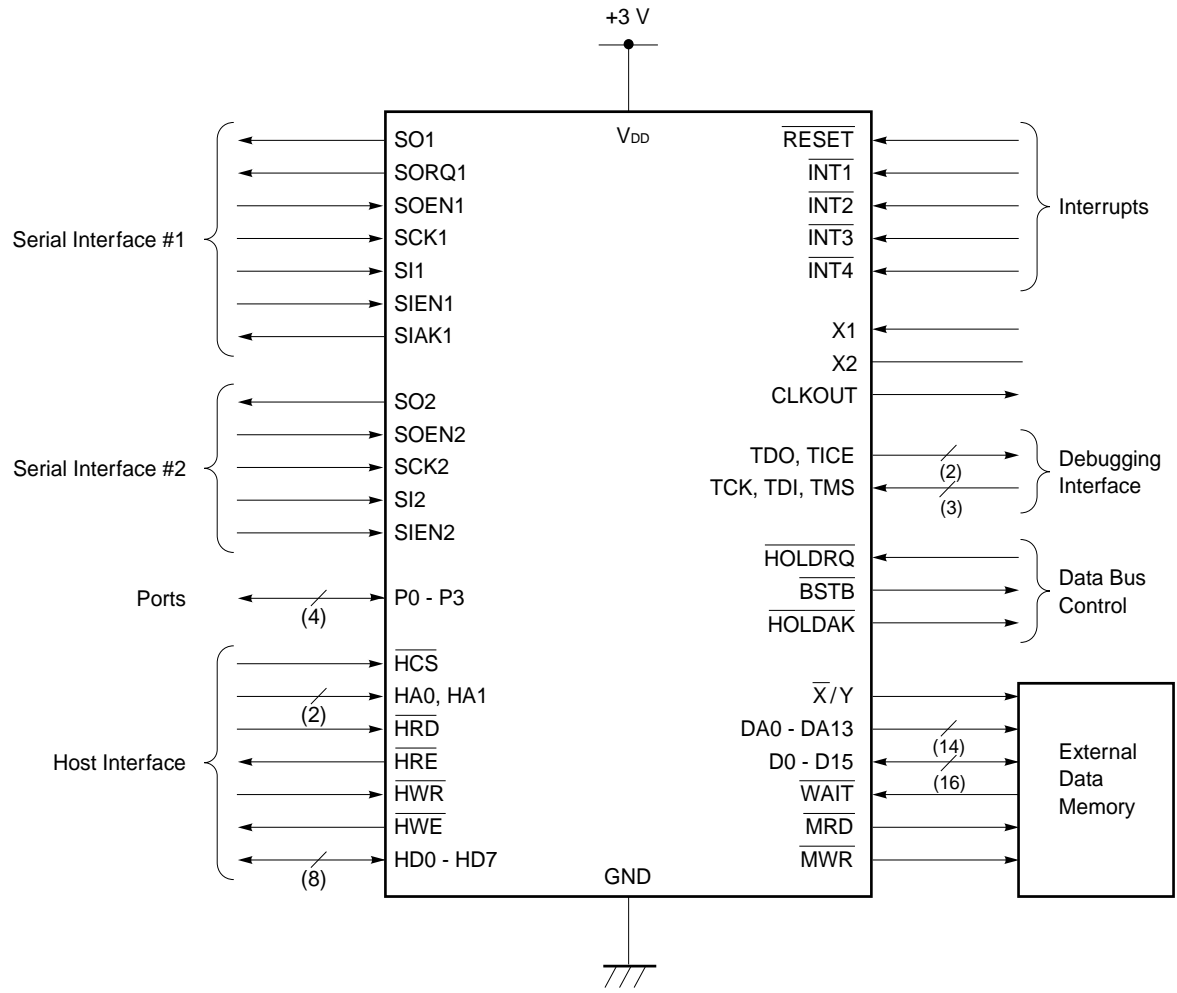 +3 V
VDD
SO1
SORQ1
SOEN1
SCK1
SI1
SIEN1
SIAK1
Serial Interface #1
SO2
SOEN2
SCK2
SI2
SIEN2
Serial Interface #2
Ports
P0 - P3
(4)
HCS
HA0, HA1
(2)
HRD
HRE
HWR
HWE
HD0 - HD7
(8)
Host Interface
GND
RESET
INT1
INT2
INT3
INT4
Interrupts
X1
X2
CLKOUT
TDO, TICE
(2)
TCK, TDI, TMS
(3)
Debugging
Interface
HOLDRQ
BSTB
HOLDAK
Data Bus
Control
X/Y
DA0 - DA13
(14)
D0 - D15
(16)
WAIT
MRD
MWR
External
Data
Memory